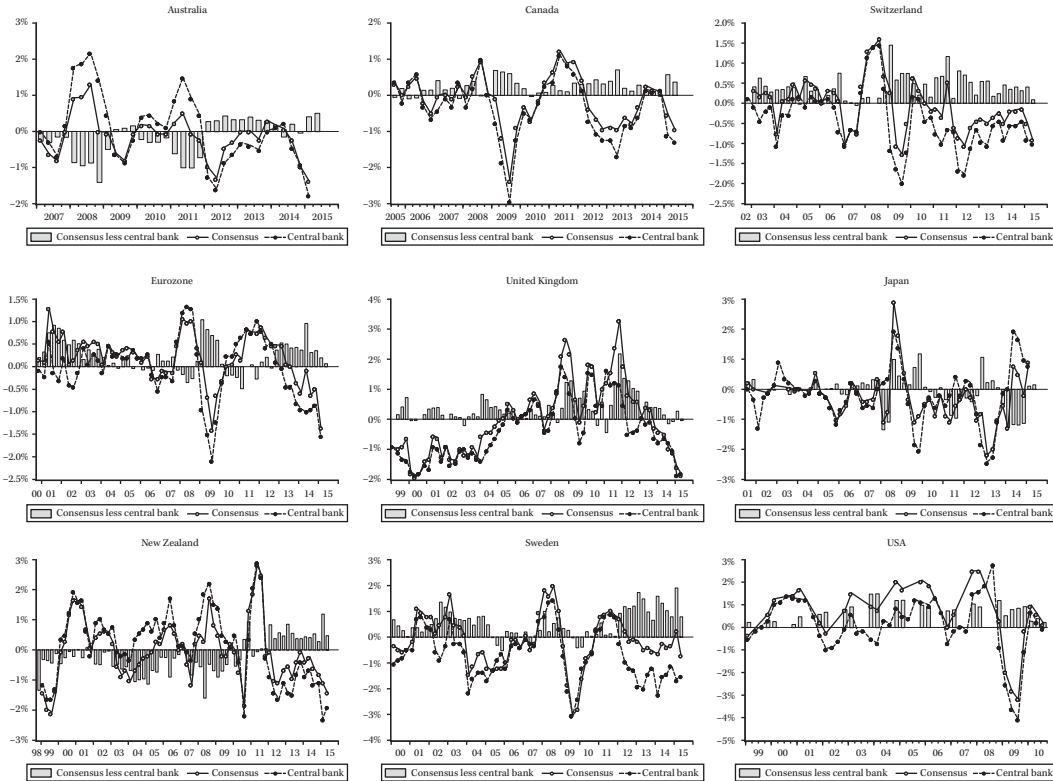 Australia
3%
2%
1%
0%
−1%
−2%
2007 2008 2009 2010 2011 2012 2013 2014 2015
Consensus less central bank Consensus Central bank
Canada
2%
1%
0%
−1%
−2%
−3%
2005 2006 2007 2008 2009 2010 2011 2012 2013 2014 2015
Consensus less central bank Consensus Central bank
Switzerland
2.0%
1.5%
1.0%
0.5%
0.0%
−0.5%
−1.0%
−1.5%
−2.0%
−2.5%
02 03 04 05 06 07 08 09 10 11 12 13 14 15
Consensus less central bank Consensus Central bank
Eurozone
1.5%
1.0%
0.5%
0.0%
−0.5%
−1.0%
−1.5%
−2.0%
−2.5%
00 01 02 03 04 05 06 07 08 09 10 11 12 13 14 15
Consensus less central bank Consensus Central bank
United Kingdom
4%
3%
2%
1%
0%
−1%
−2%
99 00 01 02 03 04 05 06 07 08 09 10 11 12 13 14 15
Consensus less central bank Consensus Central bank
Japan
3%
2%
1%
0%
−1%
−2%
−3%
01 02 03 04 05 06 07 08 09 10 11 12 13 14 15
Consensus less central bank Consensus Central bank
New Zealand
3%
2%
1%
0%
−1%
−2%
−3%
98 99 00 01 02 03 04 05 06 07 08 09 10 11 12 13 14 15
Consensus less central bank Consensus Central bank
Sweden
3%
2%
1%
0%
−1%
−2%
−3%
−4%
00 01 02 03 04 05 06 07 08 09 10 11 12 13 14 15
Consensus less central bank Consensus Central bank
USA
3%
2%
1%
0%
−1%
−2%
−3%
−4%
−5%
99 00 01 02 03 04 05 06 07 08 09 10
Consensus less central bank Consensus Central bank